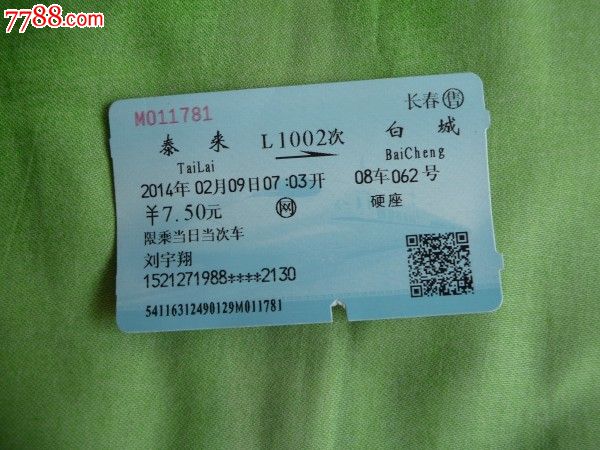 7788.com
M011781 长春售
泰来 L1002次 白城
TaiLai BaiCheng
2014年02月09日07:03开 08车062号
¥7.50元 网 硬座
限乘当日当次车
刘宇翔
1521271988****2130
54116312490129M011781